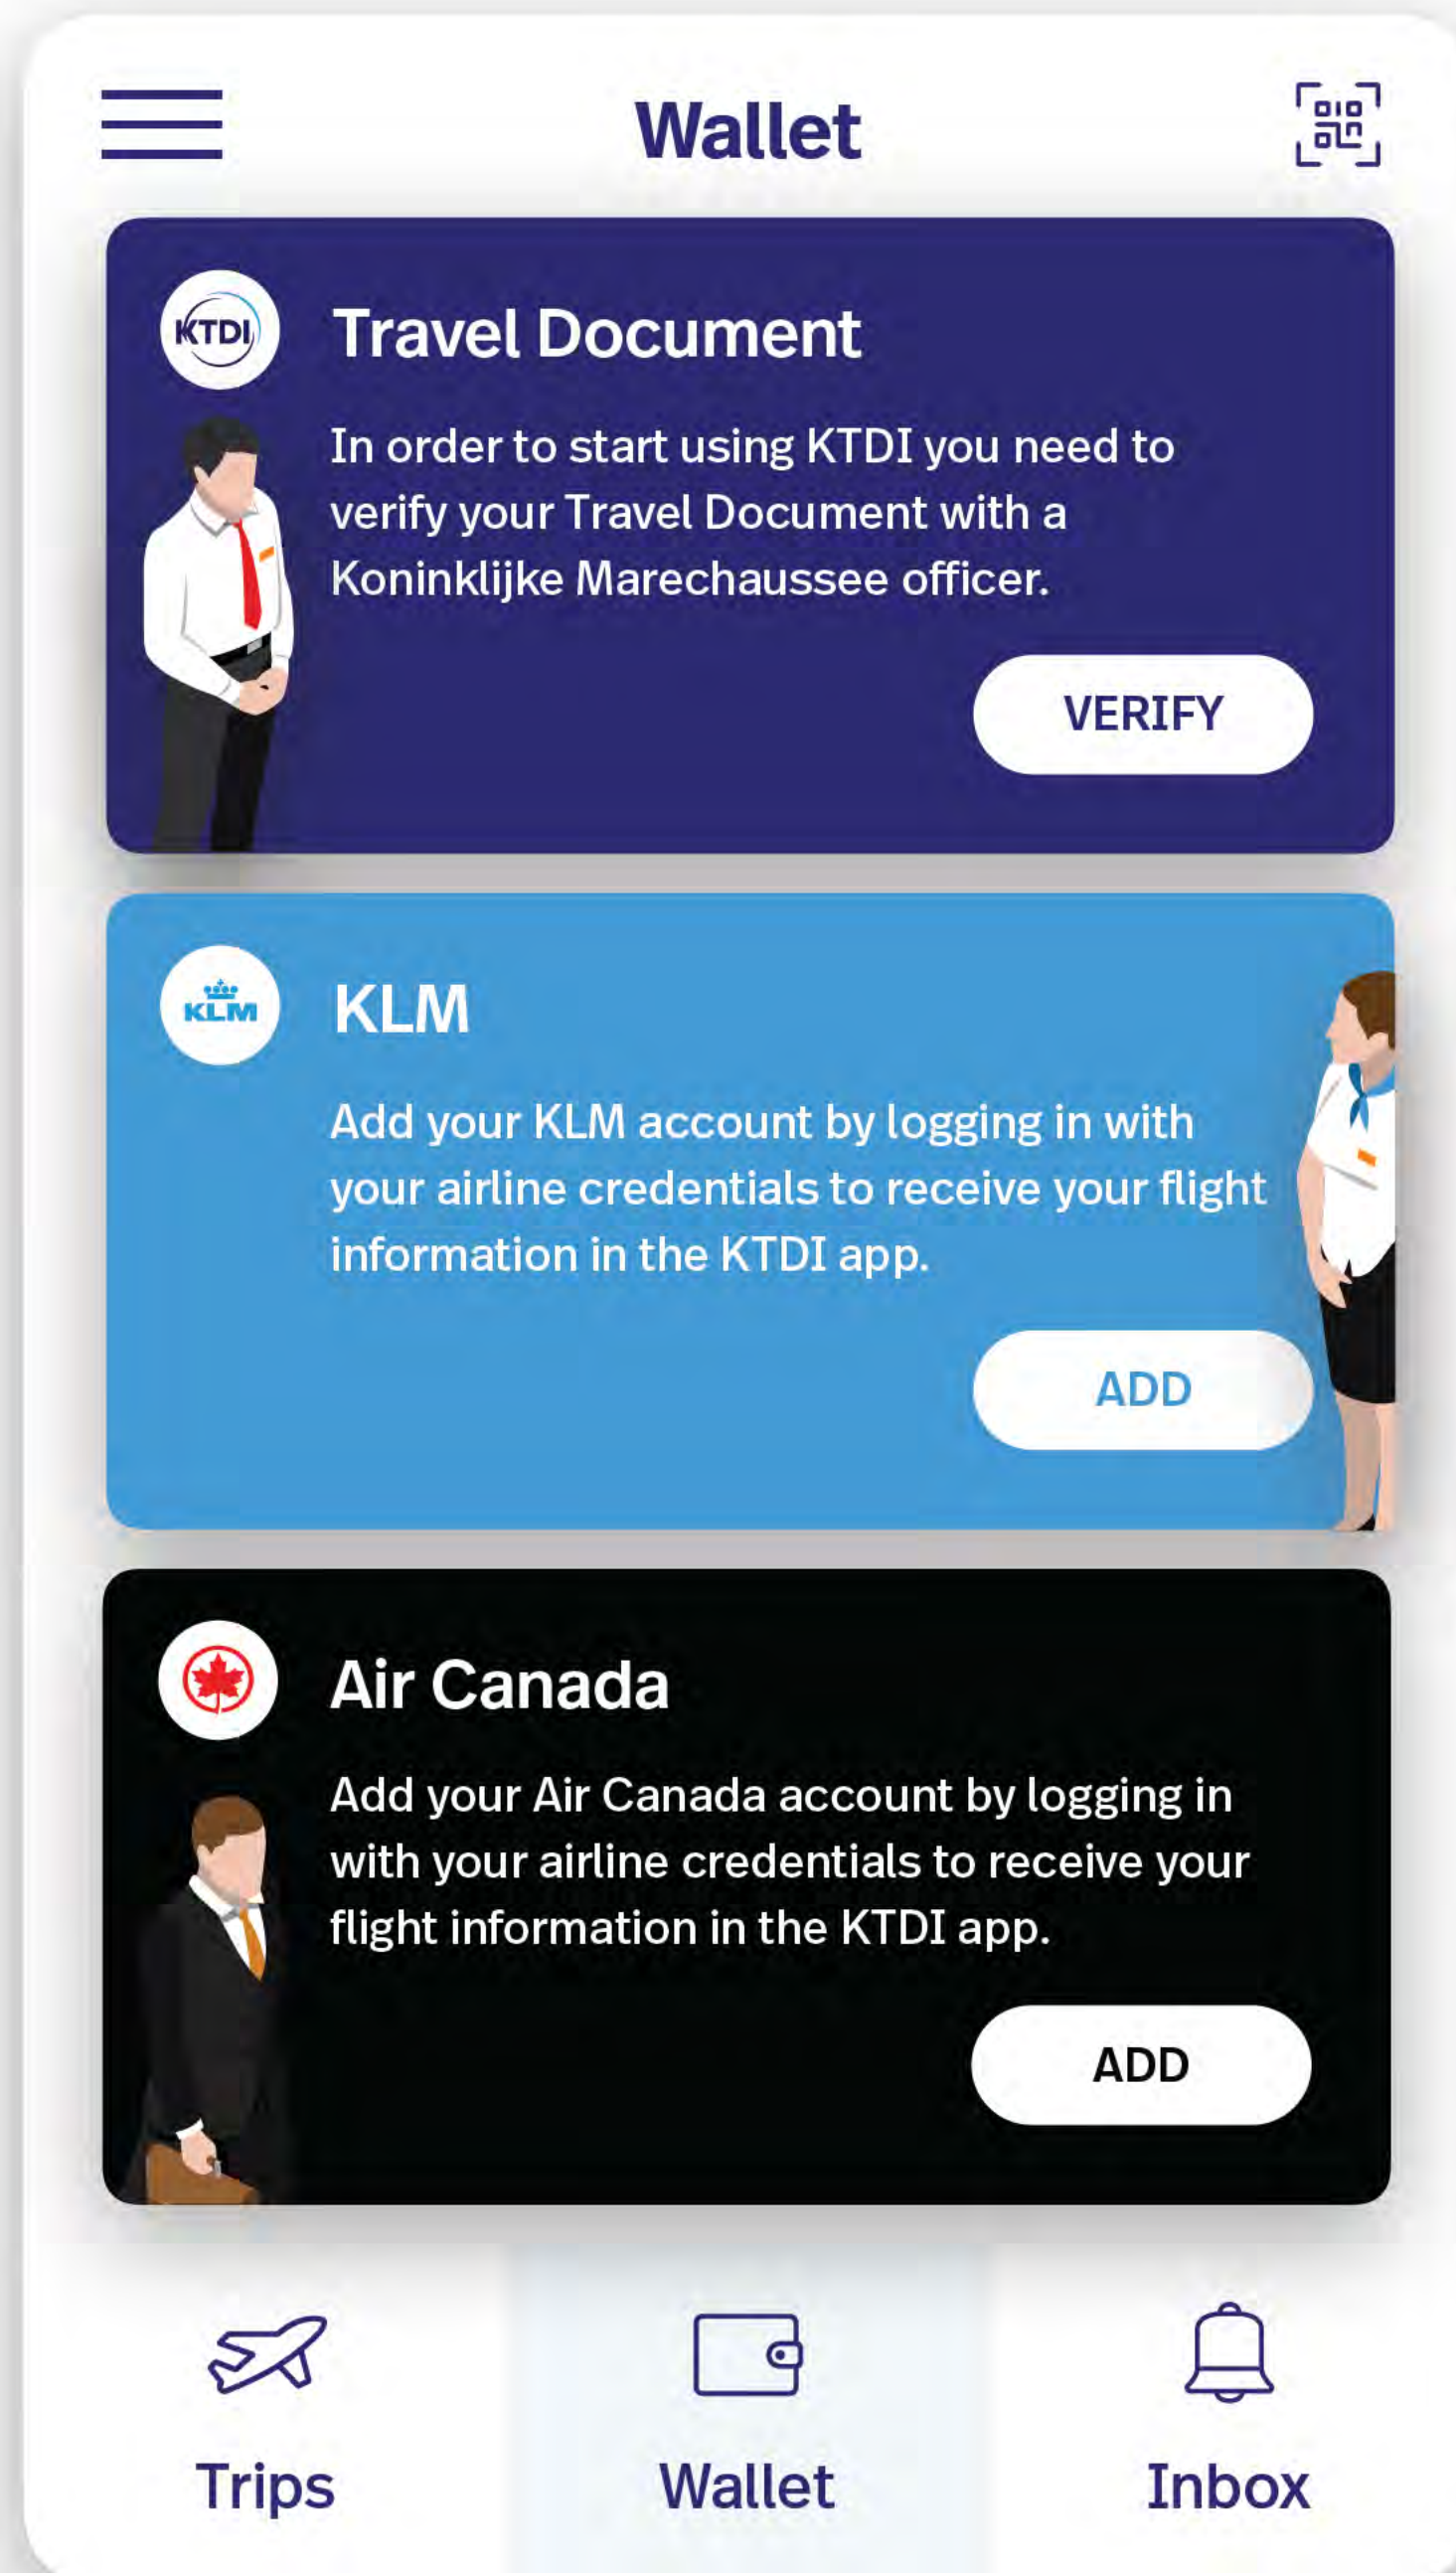 Wallet
KTDI
Travel Document
In order to start using KTDI you need to
verify your Travel Document with a
Koninklijke Marechaussee officer.
VERIFY
KLM
KLM
Add your KLM account by logging in with
your airline credentials to receive your flight
information in the KTDI app.
ADD
Air Canada
Add your Air Canada account by logging in
with your airline credentials to receive your
flight information in the KTDI app.
ADD
Trips
Wallet
Inbox